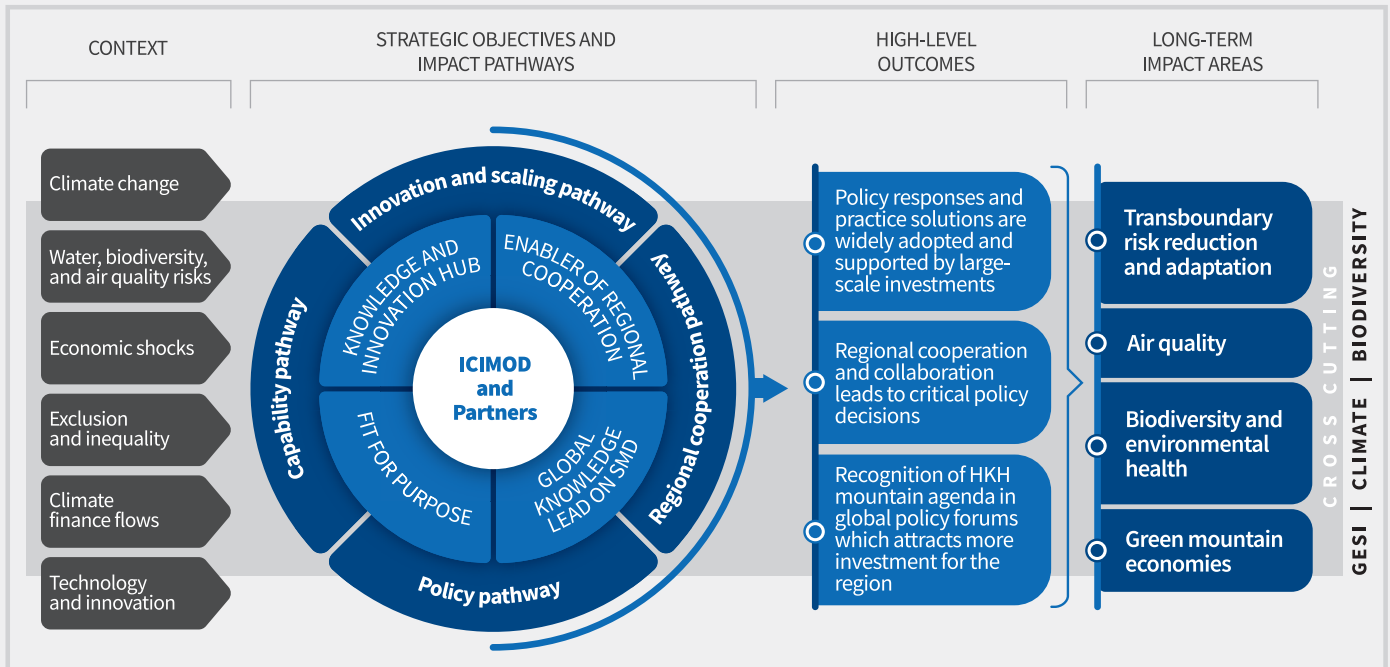 CONTEXT
STRATEGIC OBJECTIVES AND
IMPACT PATHWAYS
HIGH-LEVEL
OUTCOMES
LONG-TERM
IMPACT AREAS
Climate change
Water, biodiversity,
and air quality risks
Economic shocks
Exclusion
and inequality
Climate
finance flows
Technology
and innovation
Innovation and scaling pathway
Capability pathway
Regional cooperation pathway
Policy pathway
KNOWLEDGE AND
INNOVATION HUB
ENABLER OF REGIONAL
COOPERATION
FIT FOR PURPOSE
GLOBAL
KNOWLEDGE
LEAD ON SMD
ICIMOD
and
Partners
Policy responses and
practice solutions are
widely adopted and
supported by large-
scale investments
Regional cooperation
and collaboration
leads to critical policy
decisions
Recognition of HKH
mountain agenda in
global policy forums
which attracts more
investment for the
region
Transboundary
risk reduction
and adaptation
Air quality
Biodiversity and
environmental
health
Green mountain
economies
CROSS CUTTING
GESI | CLIMATE | BIODIVERSITY